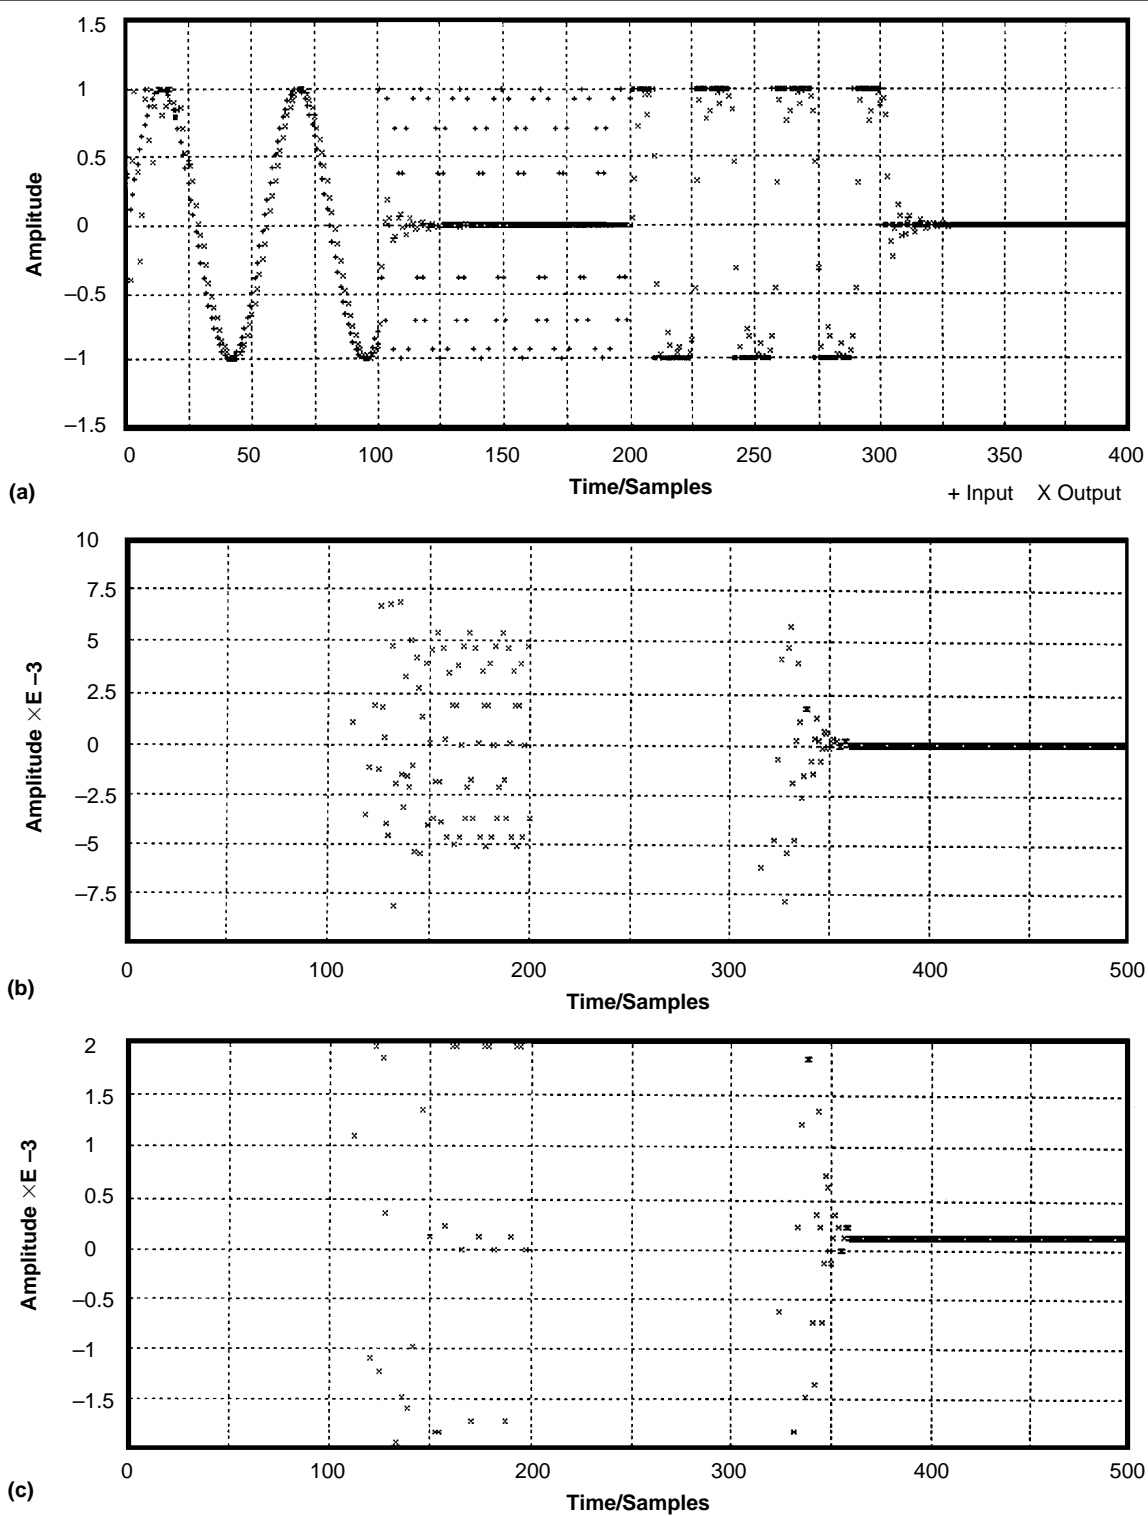 1.5
1
0.5
0
–0.5
–1
–1.5
Amplitude
0 50 100 150 200 250 300 350 400
Time/Samples
(a)
+ Input X Output
10
7.5
5
2.5
0
–2.5
–5
–7.5
Amplitude ×E –3
0 100 200 300 400 500
Time/Samples
(b)
2
1.5
1
0.5
0
–0.5
–1
–1.5
Amplitude ×E –3
0 100 200 300 400 500
Time/Samples
(c)